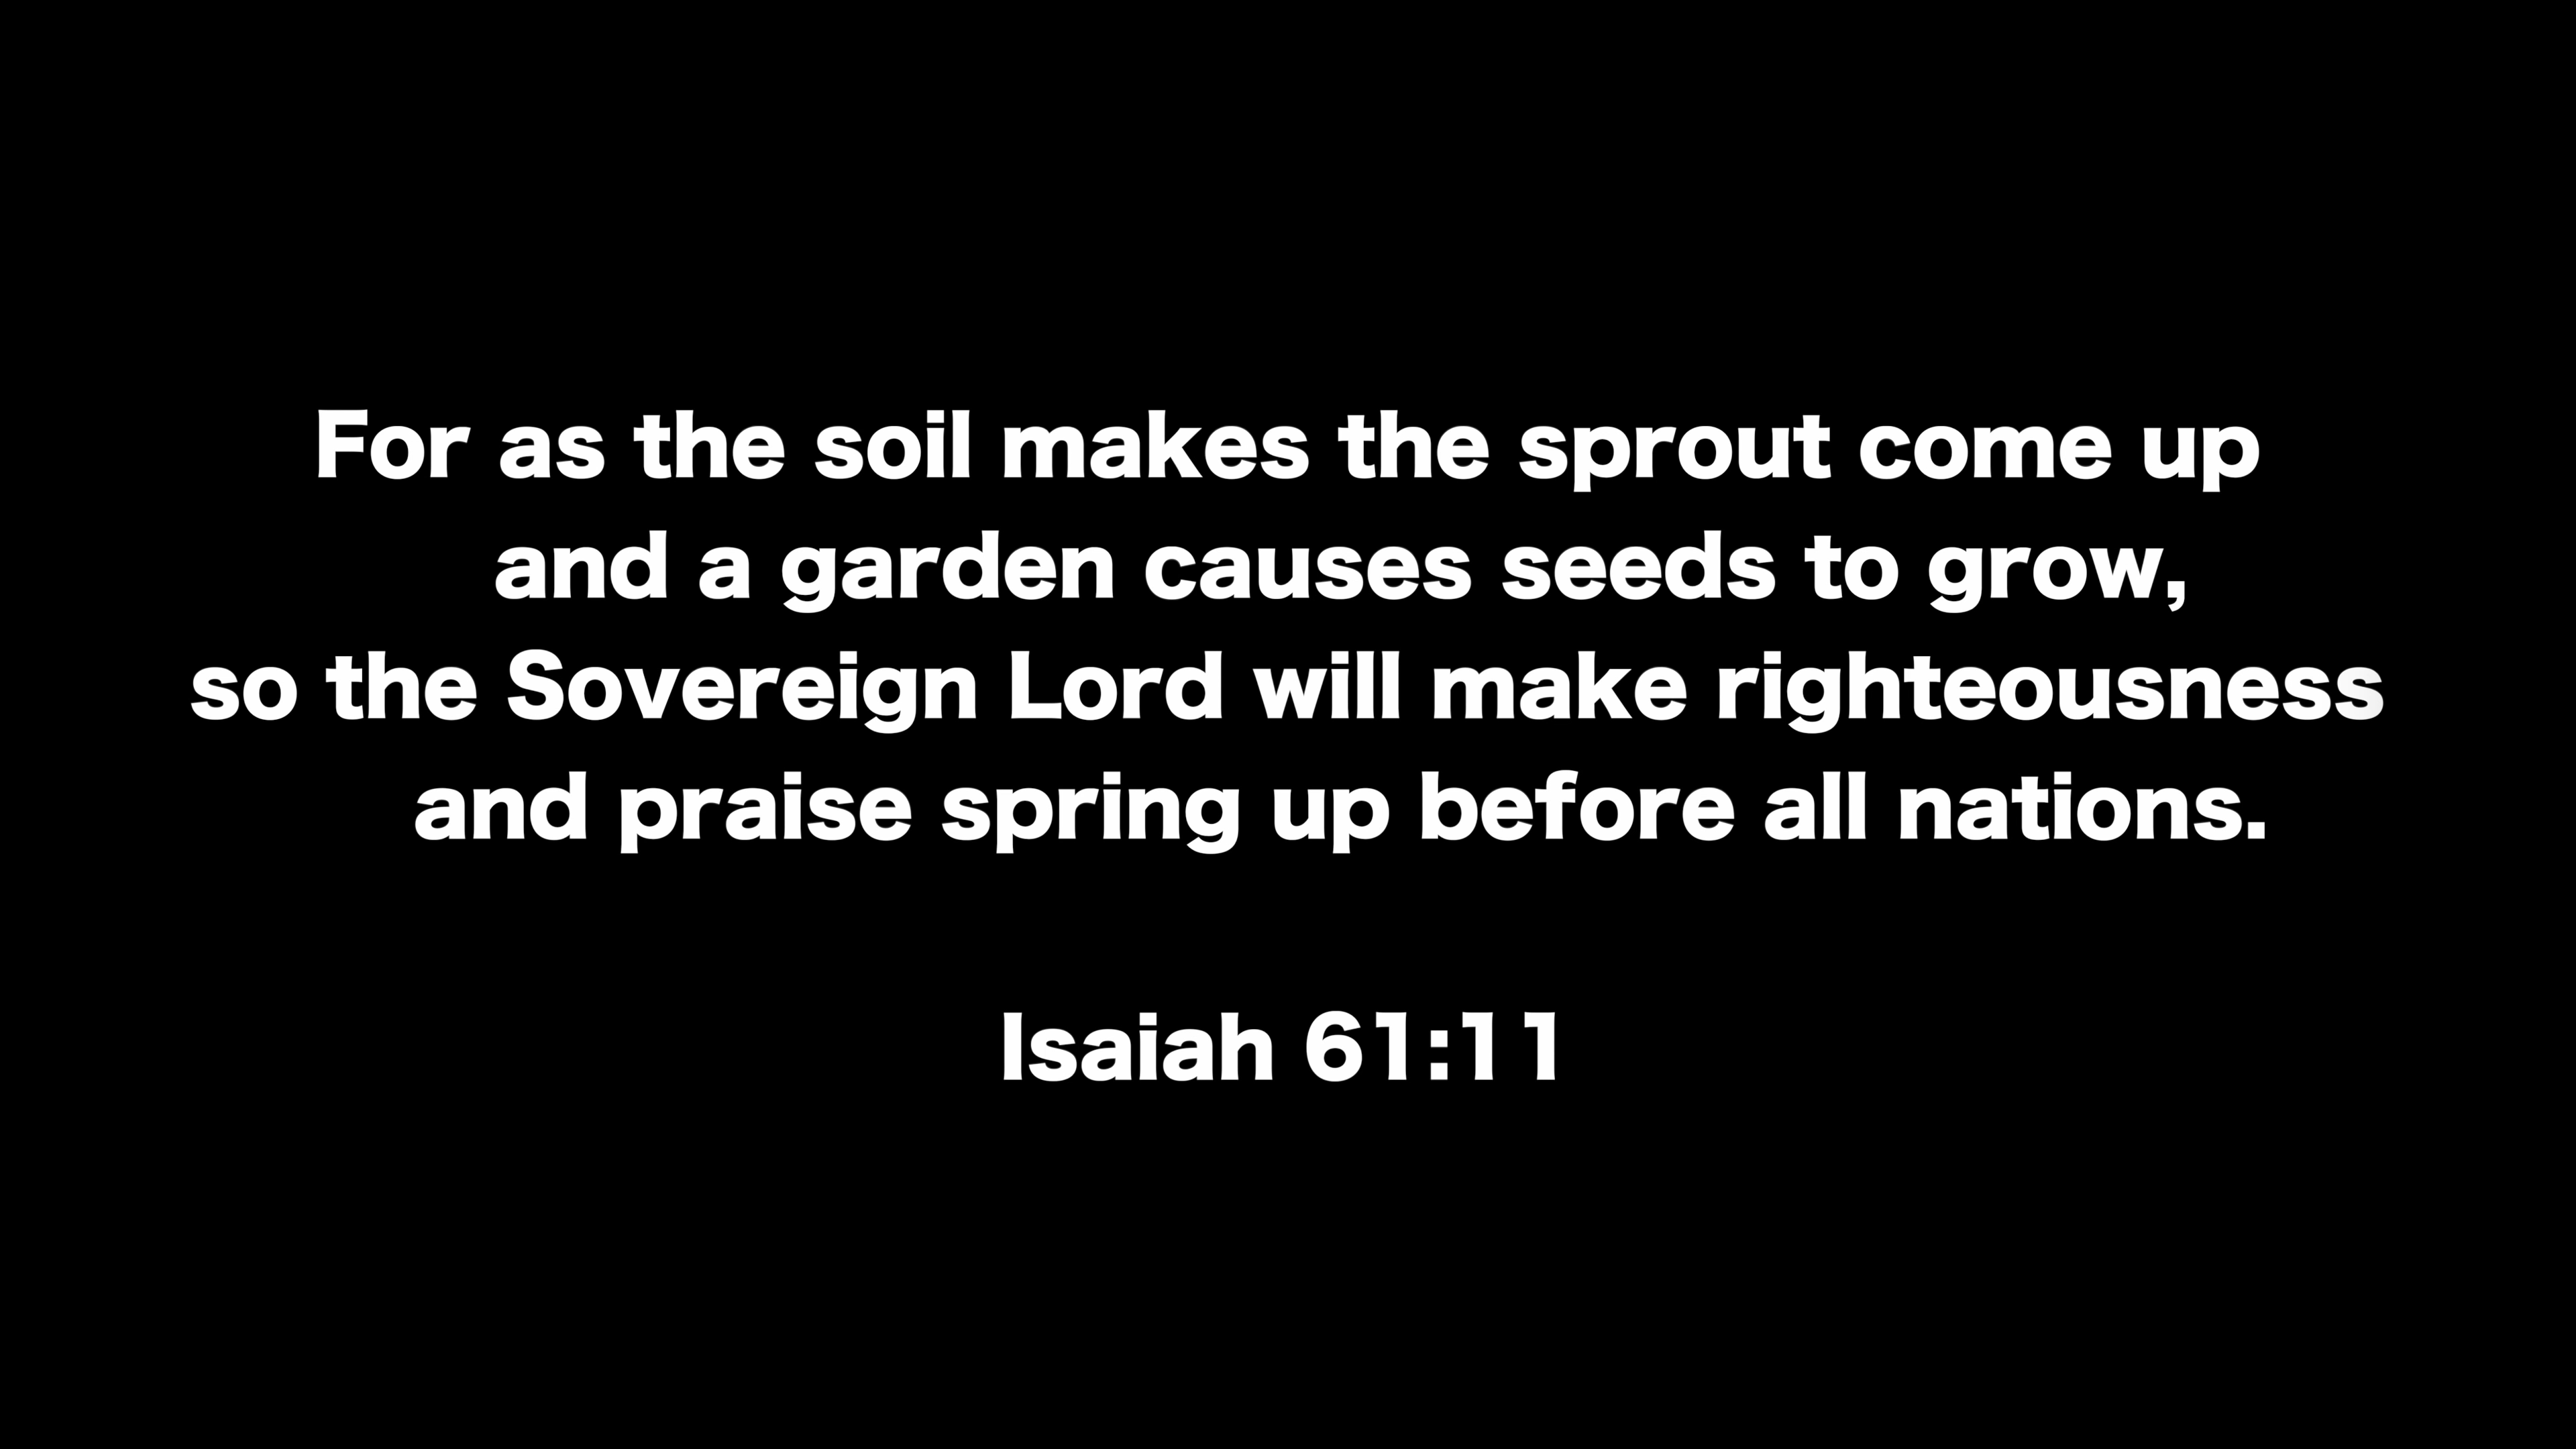 For as the soil makes the sprout come up
and a garden causes seeds to grow,
so the Sovereign Lord will make righteousness
and praise spring up before all nations.
Isaiah 61:11